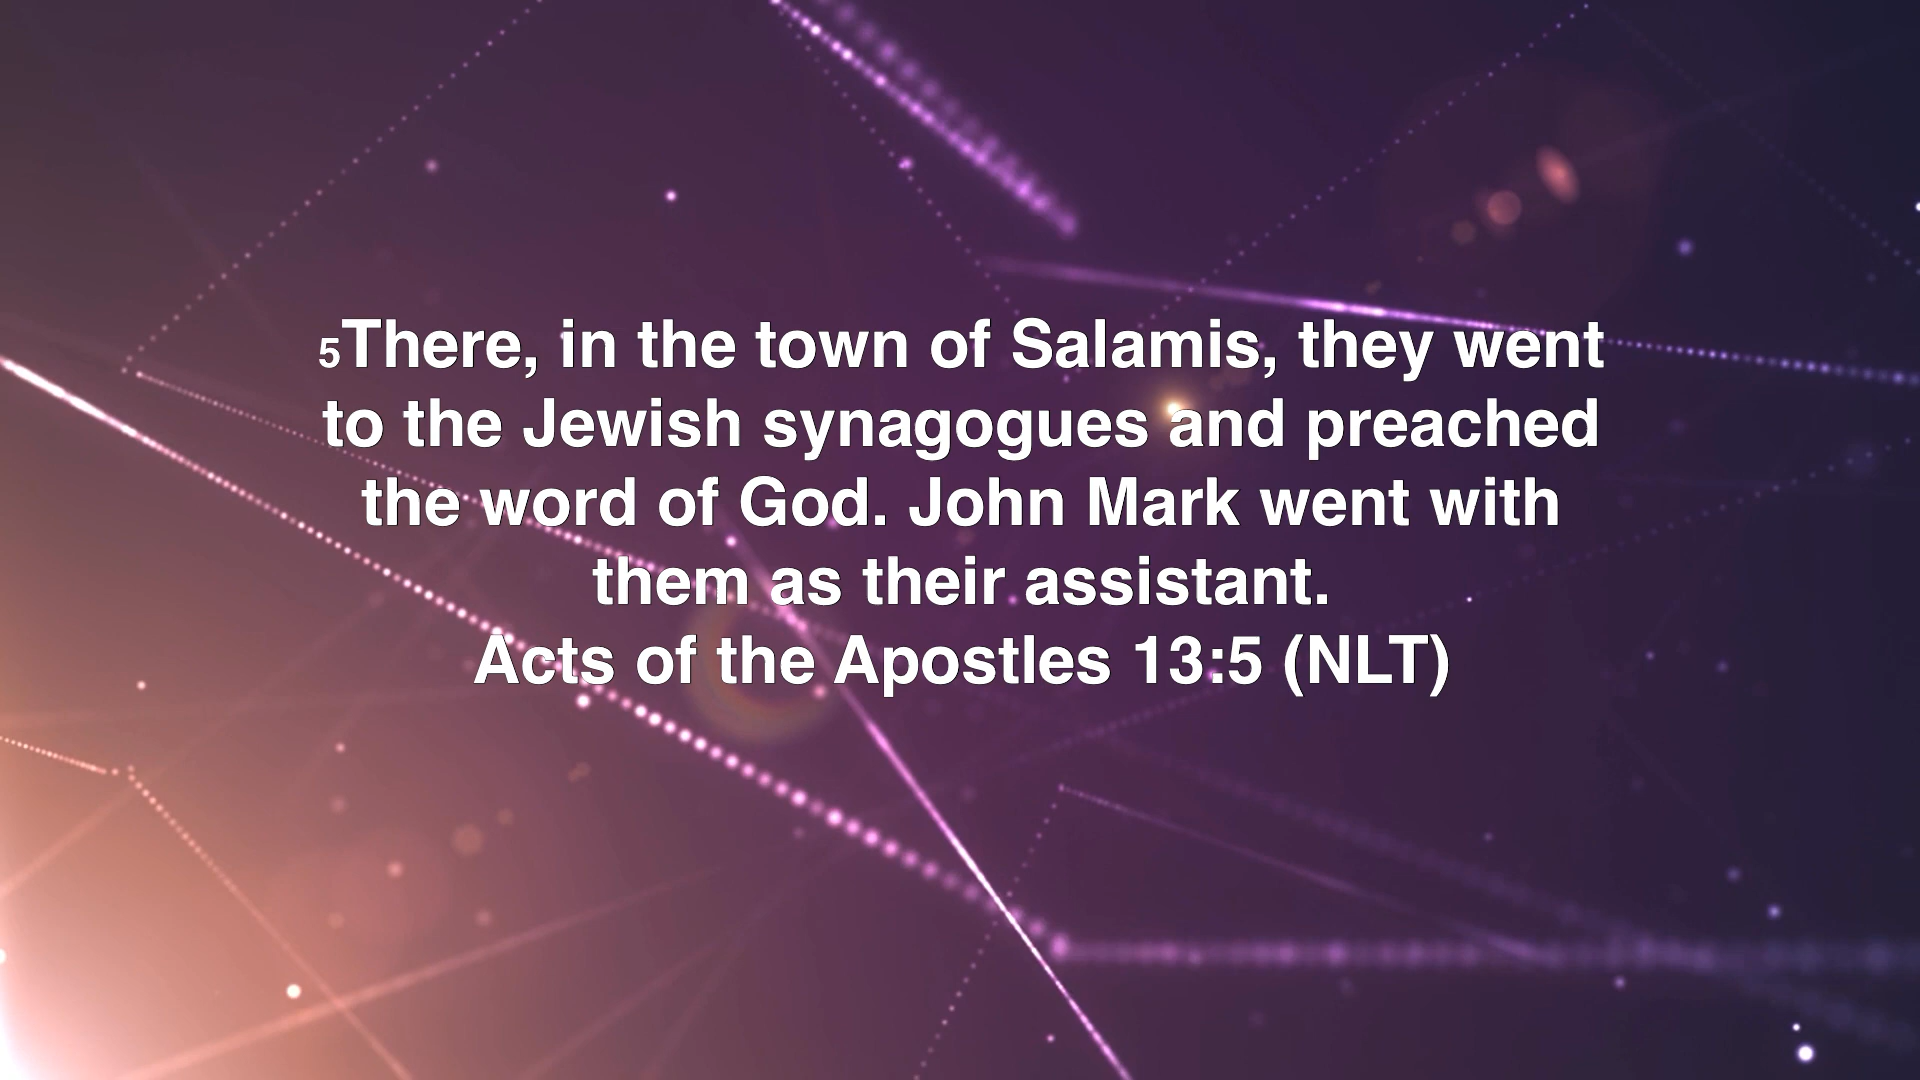 5There, in the town of Salamis, they went
to the Jewish synagogues and preached
the word of God. John Mark went with
them as their assistant.
Acts of the Apostles 13:5 (NLT)